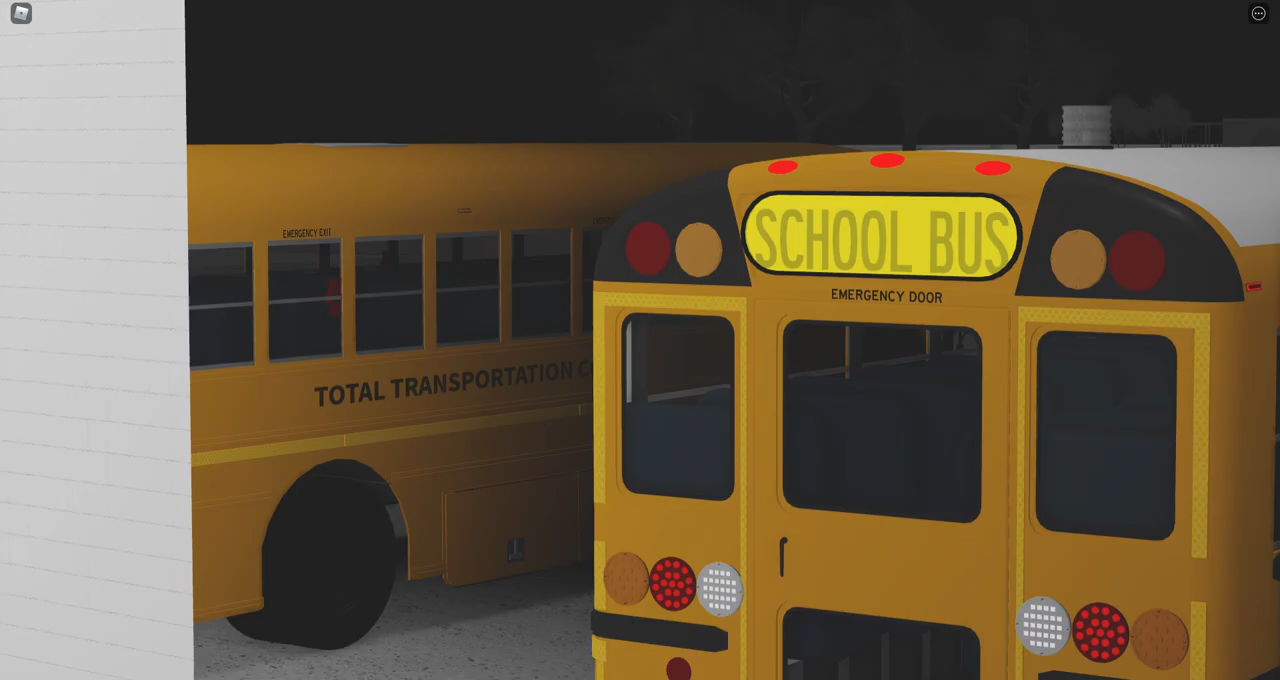 EMERGENCY EXIT
SCHOOL BUS
EMERGENCY DOOR
TOTAL TRANSPORTATION